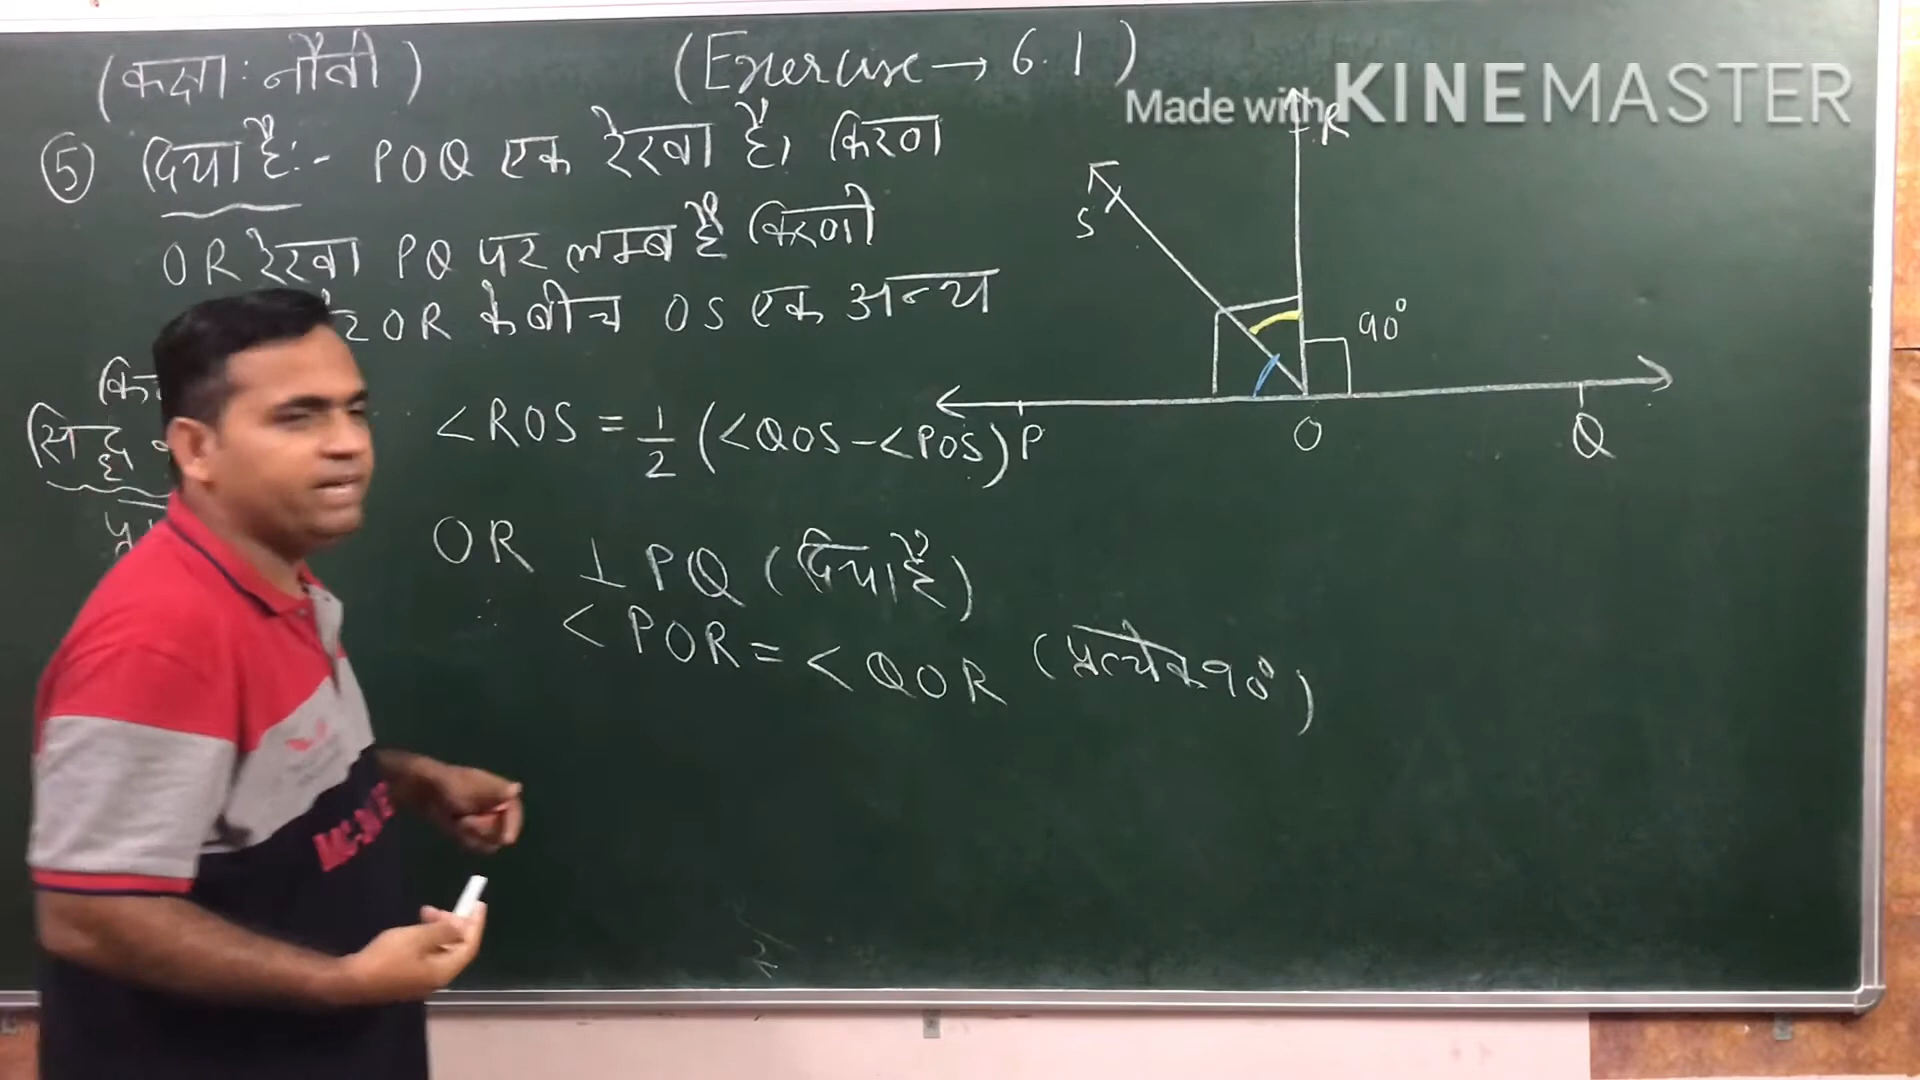 (कक्षा: नौवी) (Exercise → 6.1)
Made with KINEMASTER
⑤ दिया है:- POQ एक रेखा है, किरण
OR रेखा PQ पर लम्ब है किरणो
OR के बीच OS एक अन्य
∠ROS = 1/2 (∠QOS - ∠POS)
OR ⊥ PQ (दिया है)
∠POR = ∠QOR (प्रत्येक 90°)
R
S
90°
P
O
Q